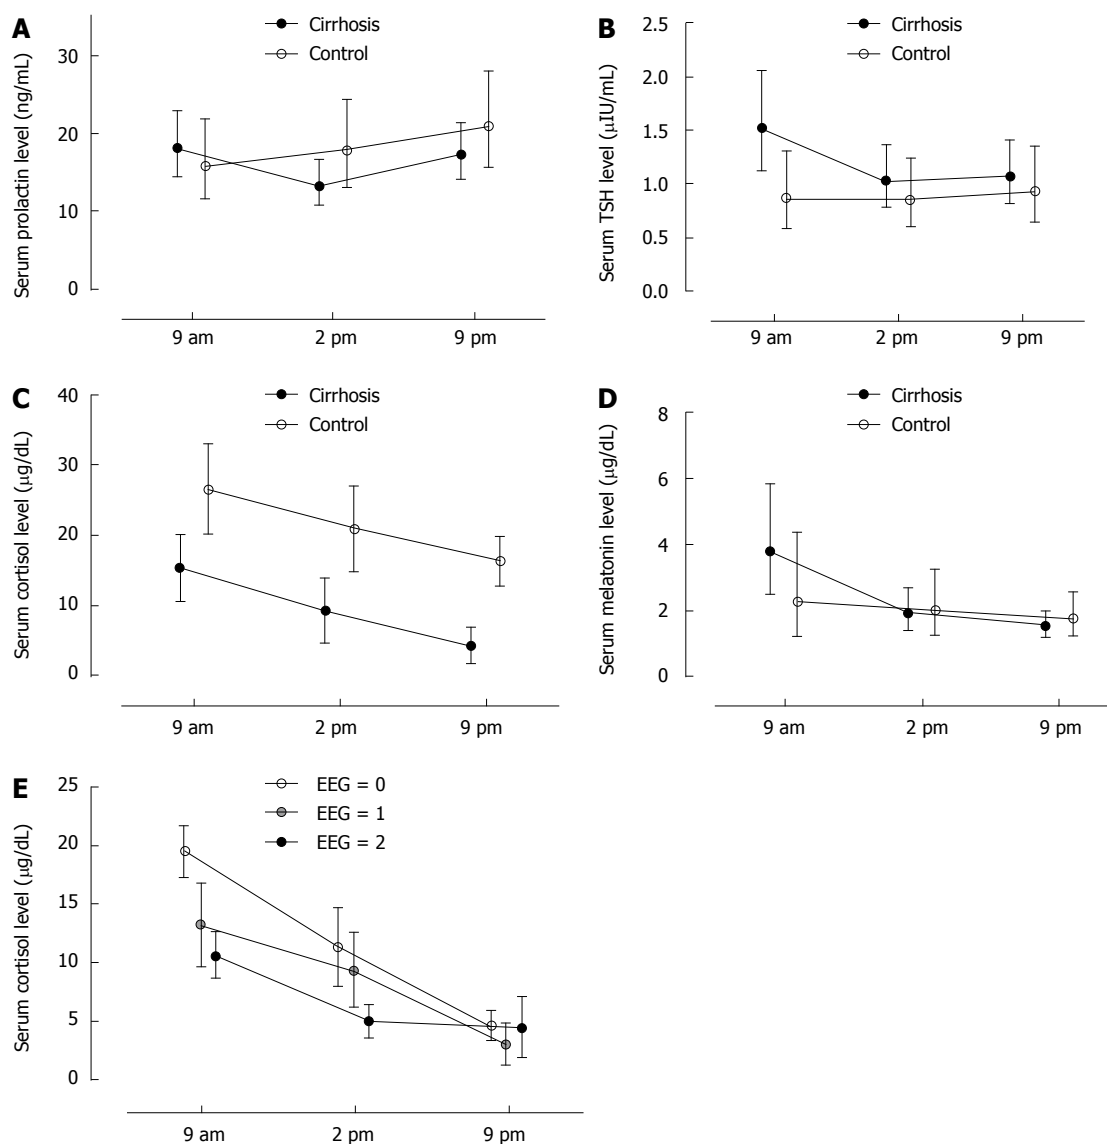 A
Cirrhosis
Control
Serum prolactin level (ng/mL)
30
20
10
0
9 am 2 pm 9 pm
B
Cirrhosis
Control
Serum TSH level (μIU/mL)
2.5
2.0
1.5
1.0
0.5
0.0
9 am 2 pm 9 pm
C
Cirrhosis
Control
Serum cortisol level (μg/dL)
40
30
20
10
0
9 am 2 pm 9 pm
D
Cirrhosis
Control
Serum melatonin level (μg/dL)
8
6
4
2
0
9 am 2 pm 9 pm
E
EEG = 0
EEG = 1
EEG = 2
Serum cortisol level (μg/dL)
25
20
15
10
5
0
9 am 2 pm 9 pm